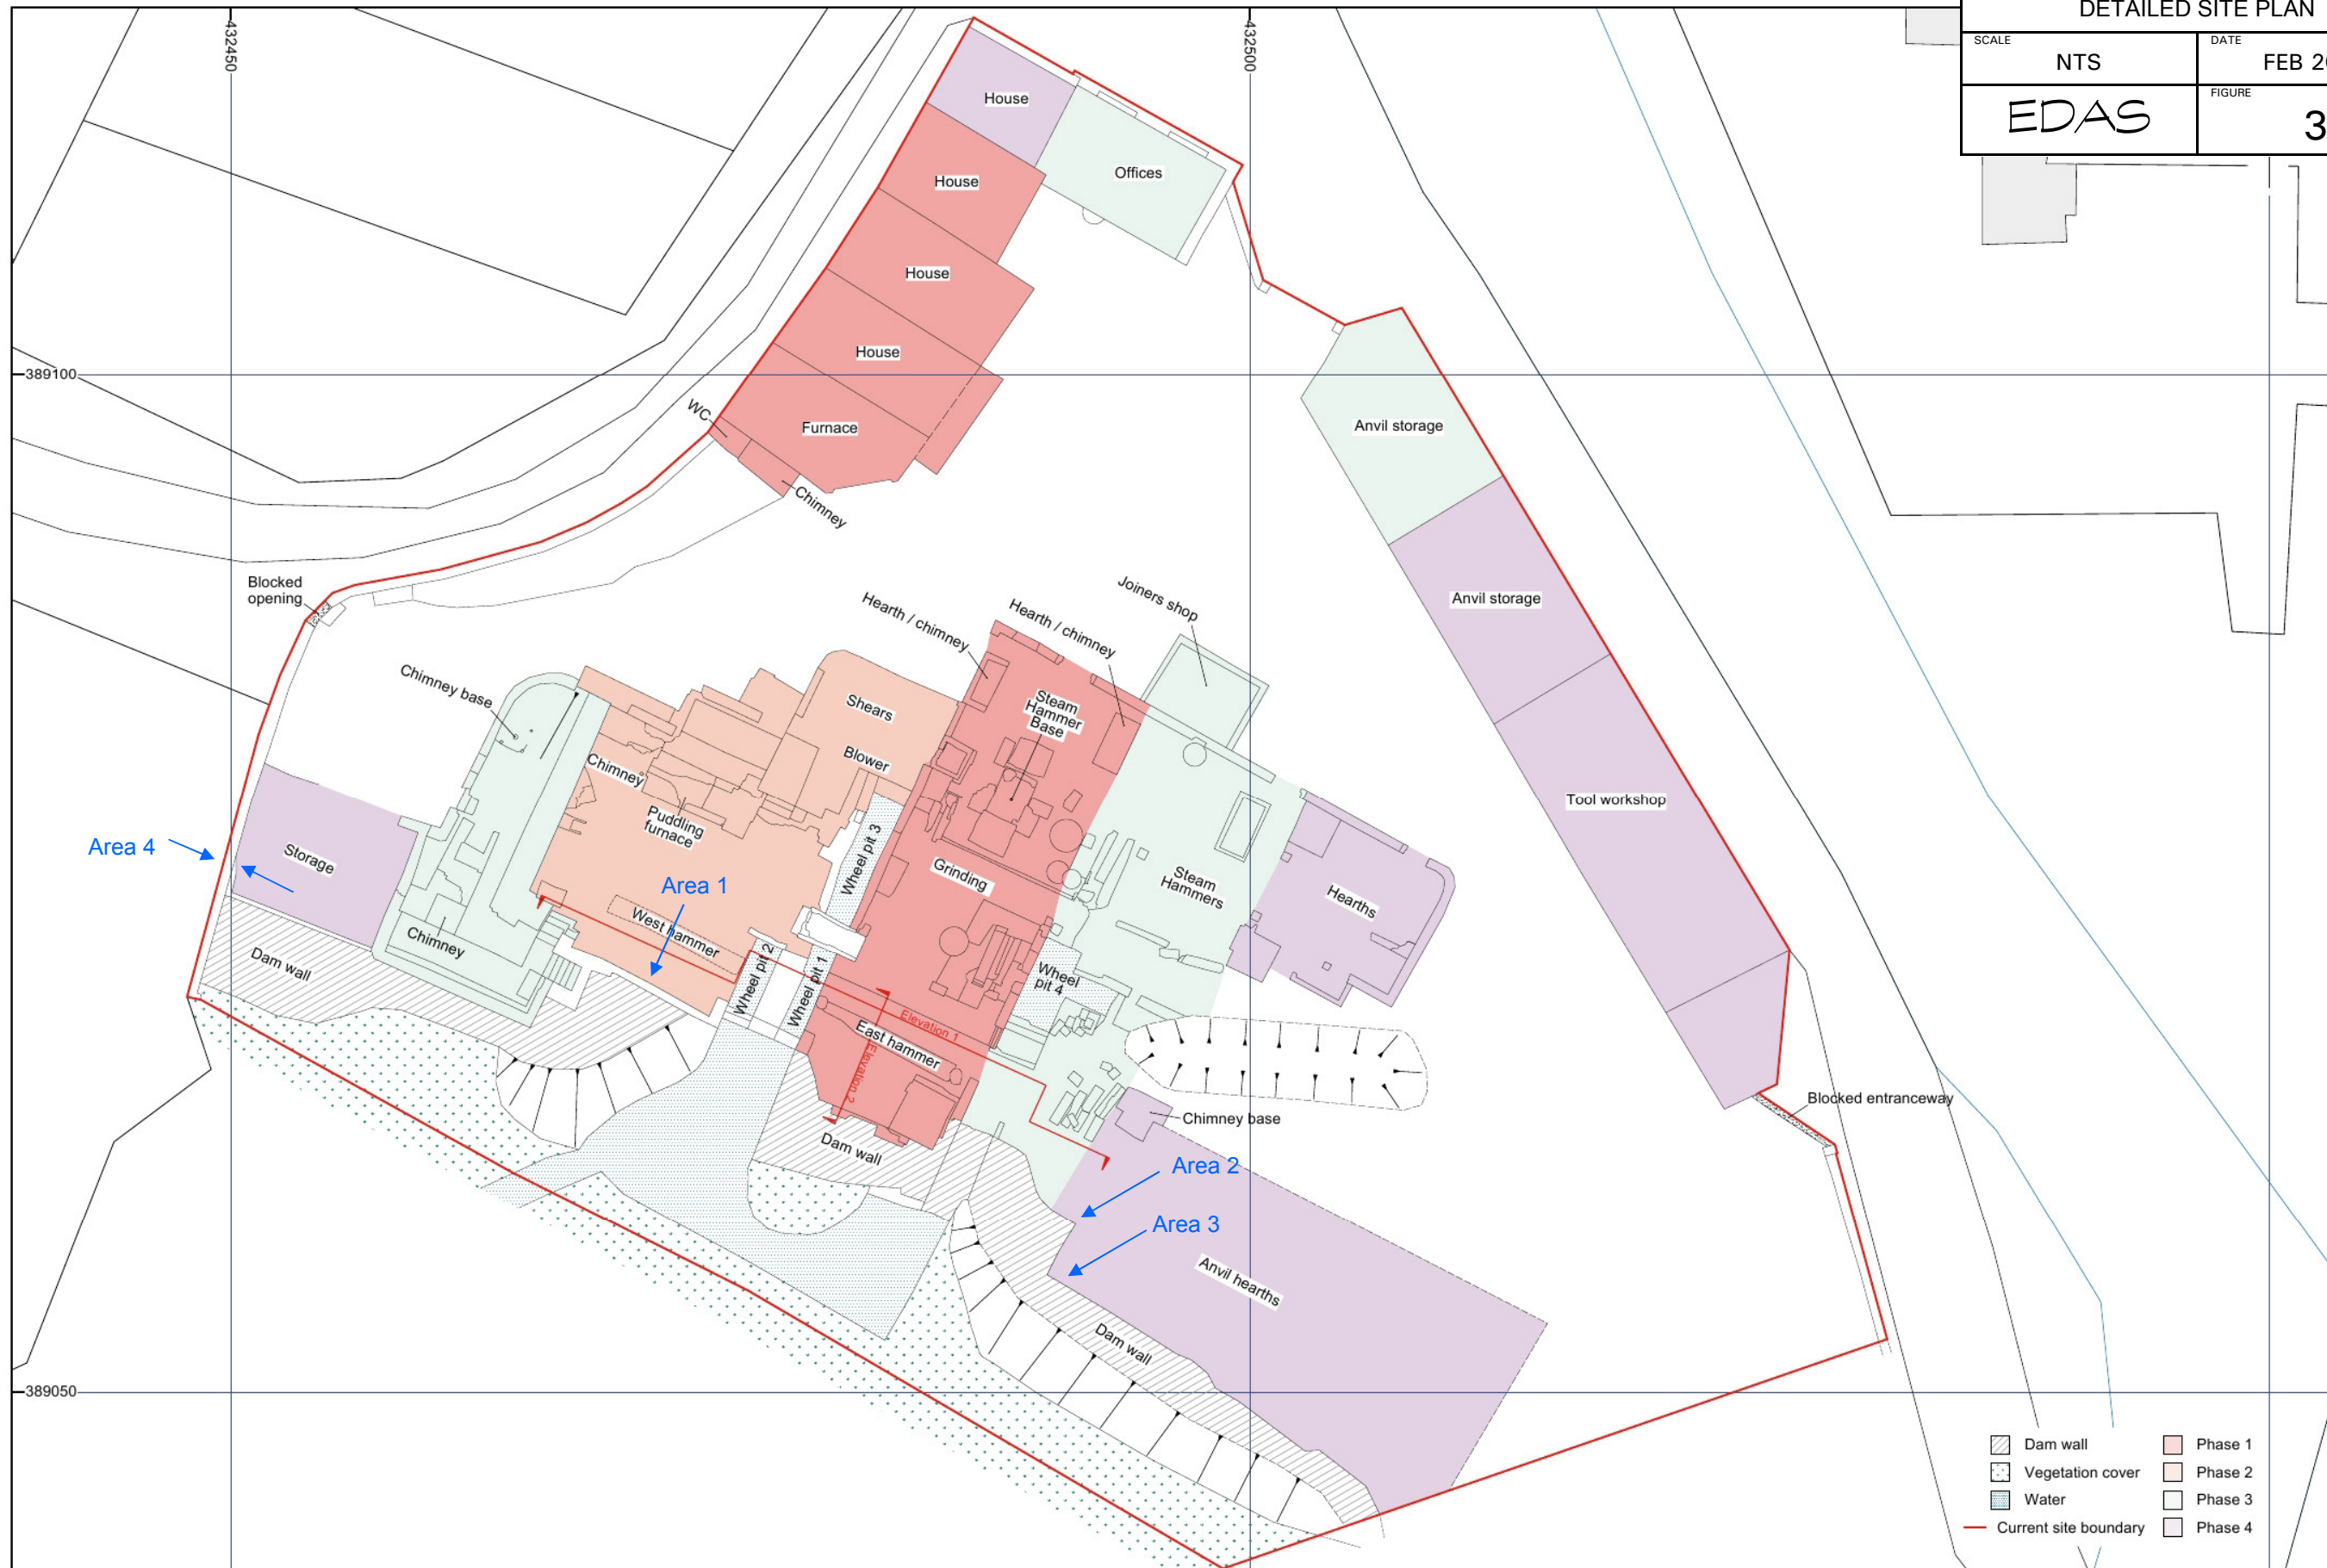 DETAILED SITE PLAN
SCALE
NTS
DATE
FEB
EDAS
FIGURE
3
432450
432500
House
House
Offices
House
House
389100
WC
Furnace
Anvil storage
Chimney
Blocked
opening
Joiners shop
Hearth / chimney
Hearth / chimney
Anvil storage
Chimney base
Shears
Steam
Hammer
Base
Blower
Chimney
Tool workshop
Puddling
furnace
Area 4
Storage
Wheel pit 3
Grinding
Area 1
Steam
Hammers
Hearths
West hammer
Chimney
Dam wall
Wheel pit 2
Wheel pit 1
Wheel
pit 4
Elevation 1
East hammer
Elevation 2
Blocked entranceway
Chimney base
Dam wall
Area 2
Area 3
Anvil hearths
Dam wall
389050
Dam wall
Phase 1
Vegetation cover
Phase 2
Water
Phase 3
Current site boundary
Phase 4